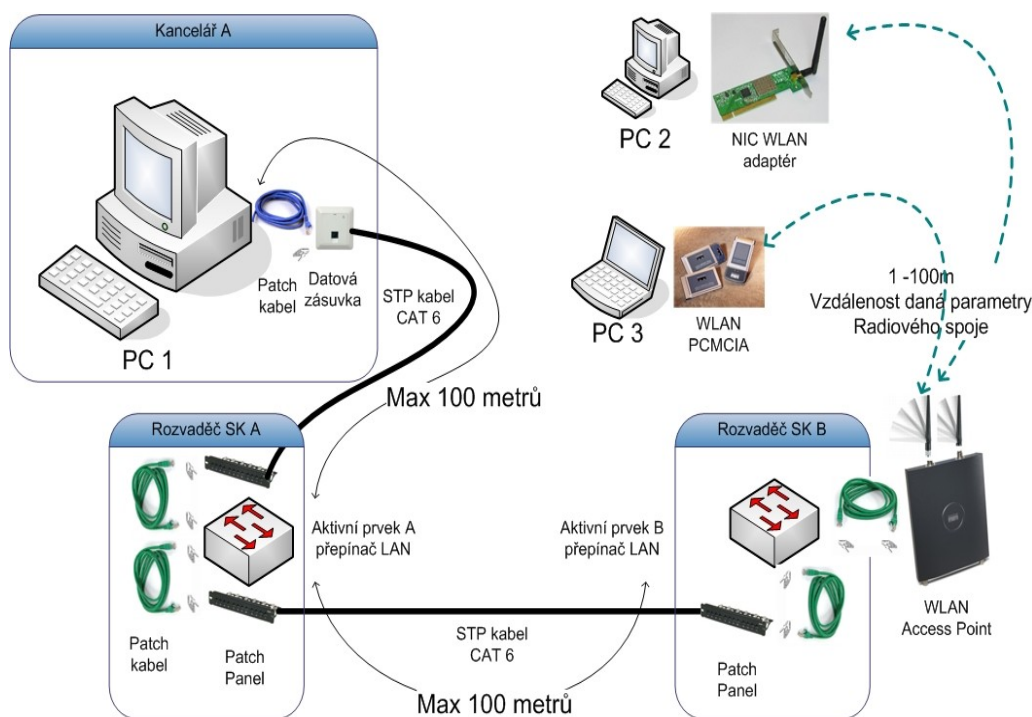 Kancelář A
PC 1
Patch
kabel
Datová
zásuvka
STP kabel
CAT 6
PC 2
NIC WLAN
adaptér
PC 3
WLAN
PCMCIA
1 -100m
Vzdálenost daná parametry
Radiového spoje
Max 100 metrů
Rozvaděč SK A
Patch
kabel
Patch
Panel
Aktivní prvek A
přepínač LAN
Aktivní prvek B
přepínač LAN
STP kabel
CAT 6
Max 100 metrů
Rozvaděč SK B
Patch
Panel
WLAN
Access Point